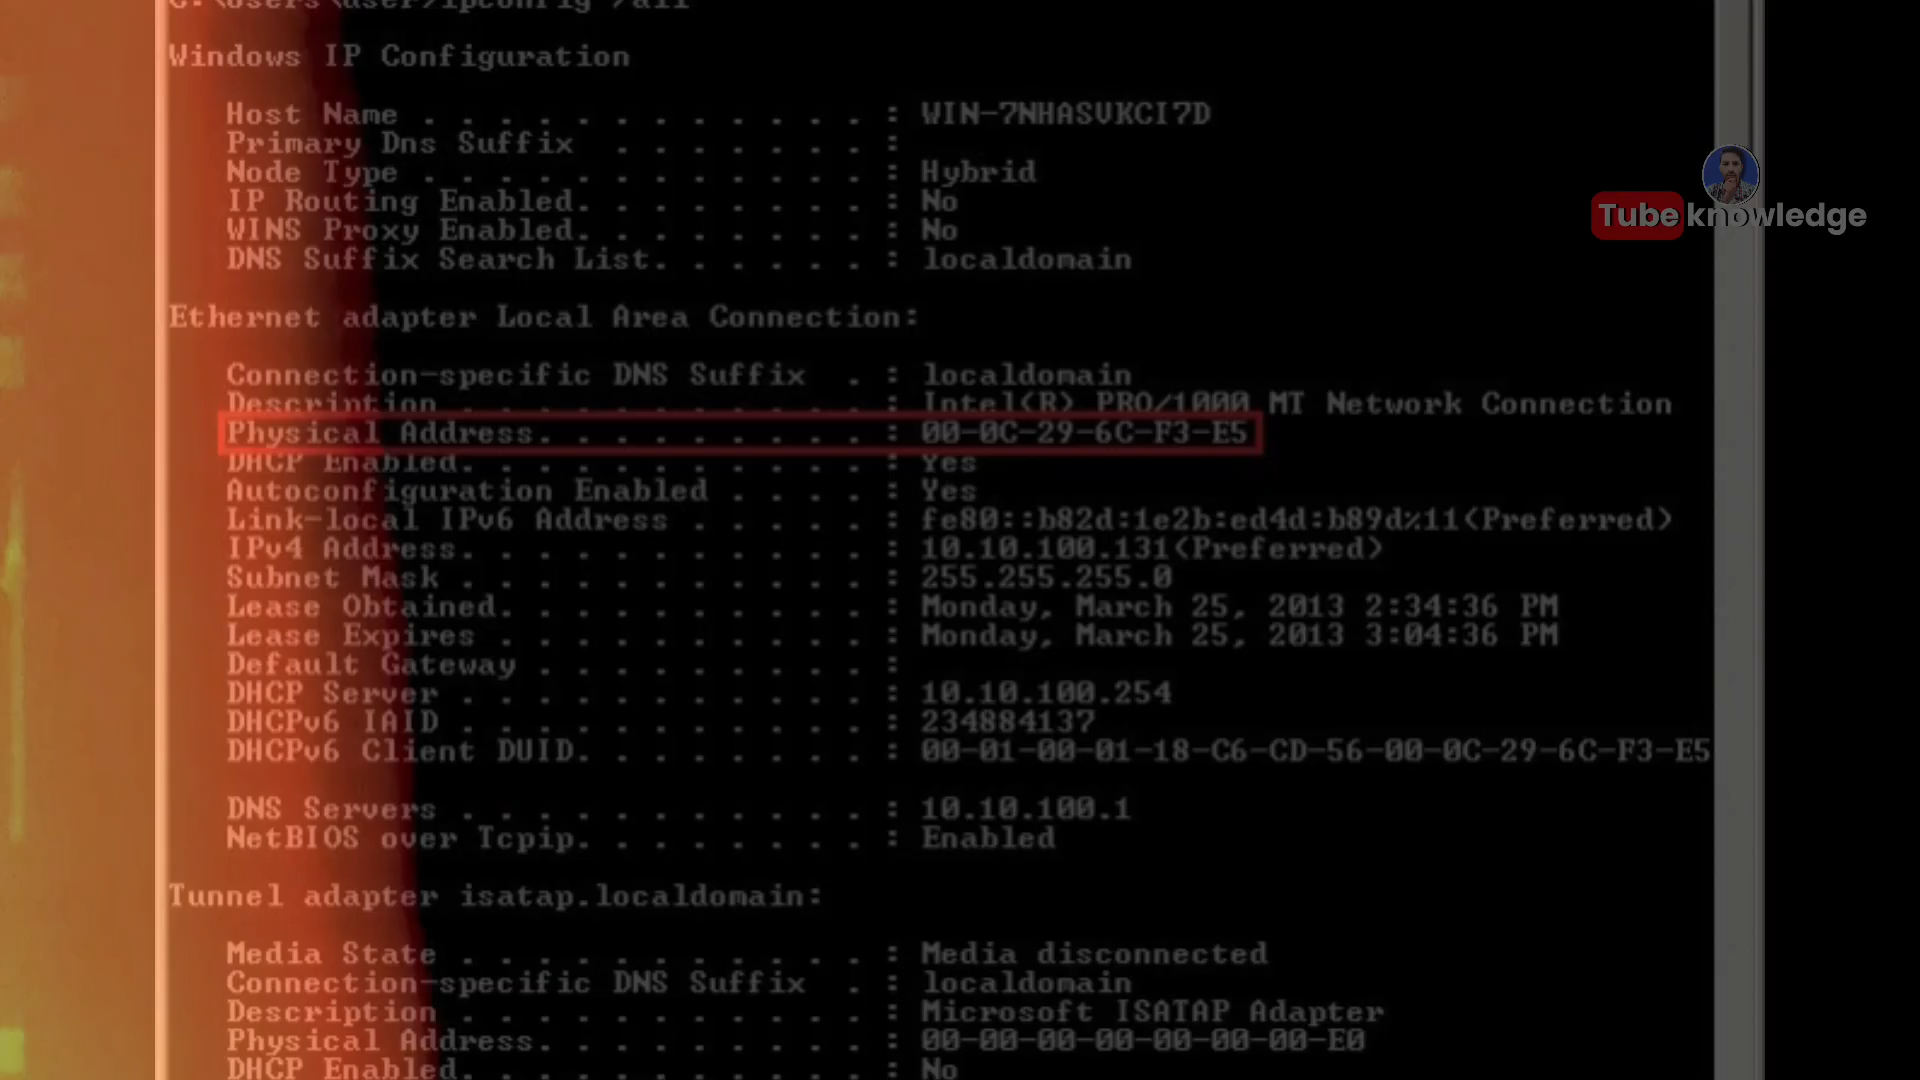 C:\Users\user>ipconfig /all
Windows IP Configuration
Host Name . . . . . . . . . . . . : WIN-7NHASVKCI7D
Primary Dns Suffix . . . . . . . :
Node Type . . . . . . . . . . . . : Hybrid
IP Routing Enabled. . . . . . . . : No
WINS Proxy Enabled. . . . . . . . : No
DNS Suffix Search List. . . . . . : localdomain
Tube knowledge
Ethernet adapter Local Area Connection:
Connection-specific DNS Suffix . : localdomain
Description . . . . . . . . . . . : Intel(R) PRO/1000 MT Network Connection
Physical Address. . . . . . . . . : 00-0C-29-6C-F3-E5
DHCP Enabled. . . . . . . . . . . : Yes
Autoconfiguration Enabled . . . . : Yes
Link-local IPv6 Address . . . . . : fe80::b82d:1e2b:ed4d:b89d%11(Preferred)
IPv4 Address. . . . . . . . . . . : 10.10.100.131(Preferred)
Subnet Mask . . . . . . . . . . . : 255.255.255.0
Lease Obtained. . . . . . . . . . : Monday, March 25, 2013 2:34:36 PM
Lease Expires . . . . . . . . . . : Monday, March 25, 2013 3:04:36 PM
Default Gateway . . . . . . . . . :
DHCP Server . . . . . . . . . . . : 10.10.100.254
DHCPv6 IAID . . . . . . . . . . . : 234884137
DHCPv6 Client DUID. . . . . . . . : 00-01-00-01-18-C6-CD-56-00-0C-29-6C-F3-E5
DNS Servers . . . . . . . . . . . : 10.10.100.1
NetBIOS over Tcpip. . . . . . . . : Enabled
Tunnel adapter isatap.localdomain:
Media State . . . . . . . . . . . : Media disconnected
Connection-specific DNS Suffix . : localdomain
Description . . . . . . . . . . . : Microsoft ISATAP Adapter
Physical Address. . . . . . . . . : 00-00-00-00-00-00-00-E0
DHCP Enabled. . . . . . . . . . . : No